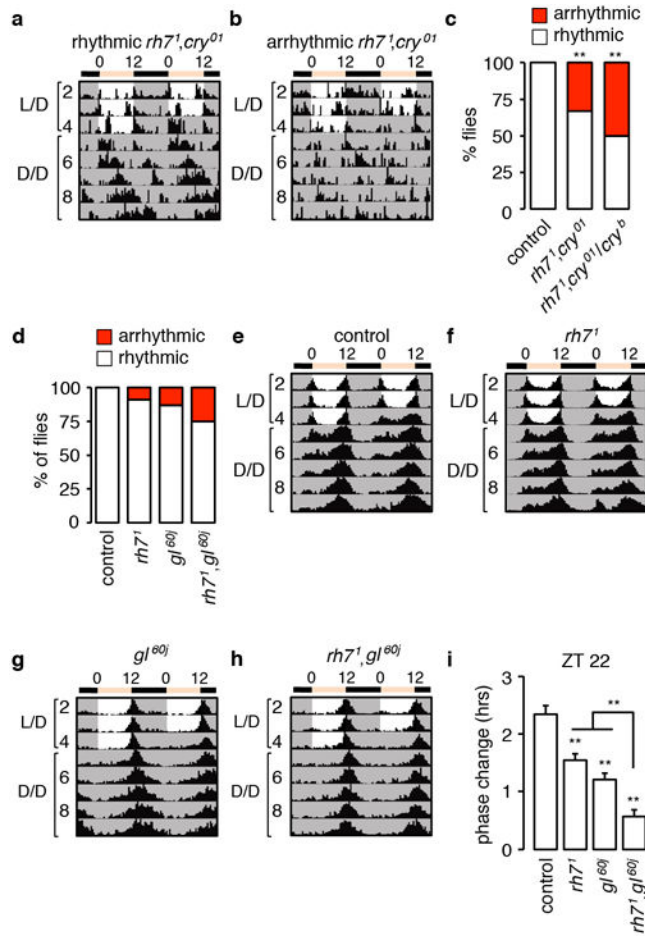 a
rhythmic rh7¹,cry⁰¹
0 12 0 12
L/D
D/D
2
4
6
8
b
arrhythmic rh7¹,cry⁰¹
0 12 0 12
L/D
D/D
2
4
6
8
c
arrhythmic
rhythmic
** **
% flies
100
75
50
25
0
control
rh7¹,cry⁰¹
rh7¹,cry⁰¹/cryᵇ
d
arrhythmic
rhythmic
% of flies
100
75
50
25
0
control
rh7¹
gl⁶⁰ʲ
rh7¹,gl⁶⁰ʲ
e
control
0 12 0 12
L/D
D/D
2
4
6
8
f
rh7¹
0 12 0 12
L/D
D/D
2
4
6
8
g
gl⁶⁰ʲ
0 12 0 12
L/D
D/D
2
4
6
8
h
rh7¹,gl⁶⁰ʲ
0 12 0 12
L/D
D/D
2
4
6
8
i
ZT 22
phase change (hrs)
3
2
1
0
**
**
**
**
control
rh7¹
gl⁶⁰ʲ
rh7¹,gl⁶⁰ʲ